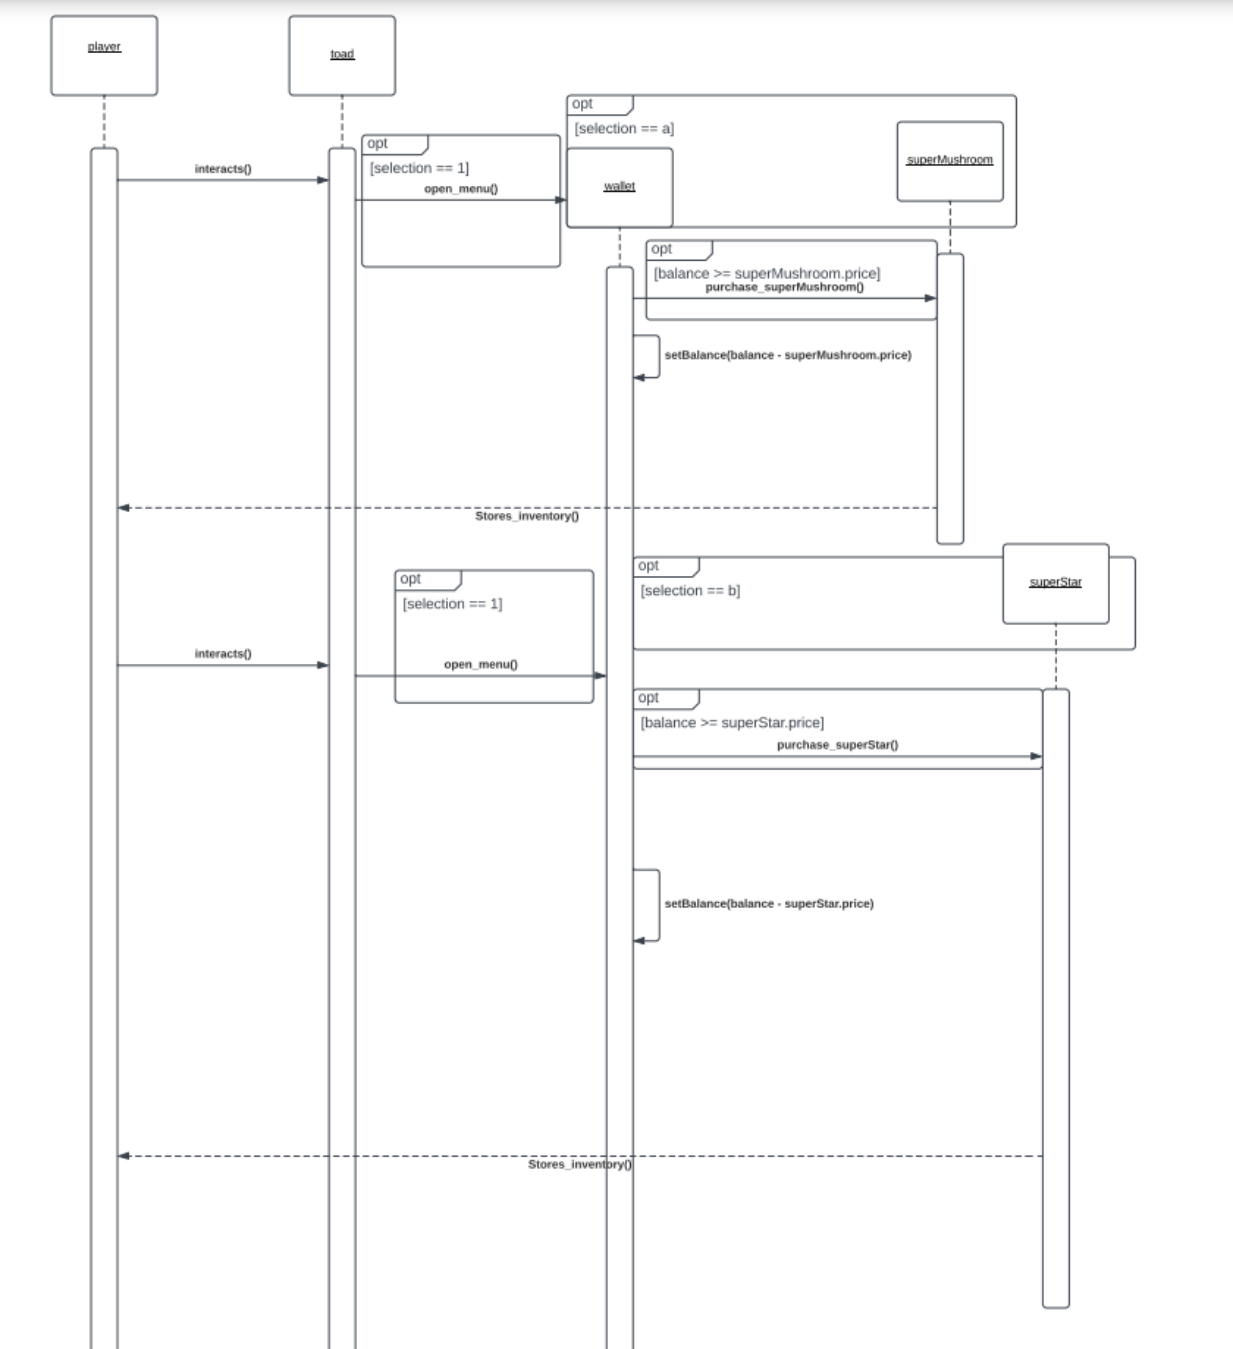 player
toad
opt
[selection == a]
superMushroom
opt
[selection == 1]
interacts()
open_menu()
wallet
opt
[balance >= superMushroom.price]
purchase_superMushroom()
setBalance(balance - superMushroom.price)
Stores_inventory()
opt
[selection == b]
superStar
opt
[selection == 1]
interacts()
open_menu()
opt
[balance >= superStar.price]
purchase_superStar()
setBalance(balance - superStar.price)
Stores_inventory()